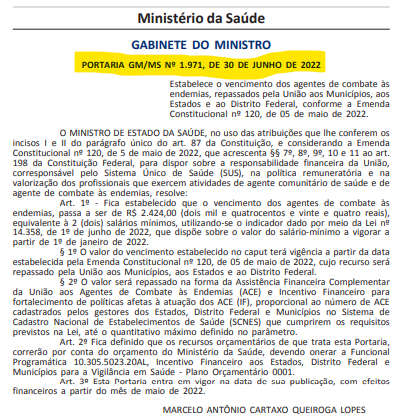 Ministério da Saúde
GABINETE DO MINISTRO
PORTARIA GM/MS Nº 1.971, DE 30 DE JUNHO DE 2022
Estabelece o vencimento dos agentes de combate às
endemias, repassados pela União aos Municípios, aos
Estados e ao Distrito Federal, conforme a Emenda
Constitucional nº 120, de 05 de maio de 2022.
O MINISTRO DE ESTADO DA SAÚDE, no uso das atribuições que lhe conferem os
incisos I e II do parágrafo único do art. 87 da Constituição, e considerando a Emenda
Constitucional nº 120, de 5 de maio de 2022, que acrescenta §§ 7º, 8º, 9º, 10 e 11 ao art.
198 da Constituição Federal, para dispor sobre a responsabilidade financeira da União,
corresponsável pelo Sistema Único de Saúde (SUS), na política remuneratória e na
valorização dos profissionais que exercem atividades de agente comunitário de saúde e de
agente de combate às endemias, resolve:
Art. 1º - Fica estabelecido que o vencimento dos agentes de combate às
endemias, passa a ser de R$ 2.424,00 (dois mil e quatrocentos e vinte e quatro reais),
equivalente à 2 (dois) salários mínimos, utilizando-se o indicador dado por meio da Lei nº
14.358, de 1º de junho de 2022, que dispõe sobre o valor do salário-mínimo a vigorar a
partir de 1º de janeiro de 2022.
§ 1º O valor do vencimento estabelecido no caput terá vigência a partir da data
estabelecida pela Emenda Constitucional nº 120, de 05 de maio de 2022, cujo recurso será
repassado pela União aos Municípios, aos Estados e ao Distrito Federal.
§ 2º O valor será repassado na forma da Assistência Financeira Complementar
da União aos Agentes de Combate às Endemias (ACE) e Incentivo Financeiro para
fortalecimento de políticas afetas à atuação dos ACE (IF), proporcional ao número de ACE
cadastrados pelos gestores dos Estados, Distrito Federal e Municípios no Sistema de
Cadastro Nacional de Estabelecimentos de Saúde (SCNES) que cumprirem os requisitos
previstos na Lei, até o quantitativo máximo definido no parâmetro.
Art. 2º Fica definido que os recursos orçamentários de que trata esta Portaria,
correrão por conta do orçamento do Ministério da Saúde, devendo onerar a Funcional
Programática 10.305.5023.20AL, Incentivo Financeiro aos Estados, Distrito Federal e
Municípios para a Vigilância em Saúde - Plano Orçamentário 0001.
Art. 3º Esta Portaria entra em vigor na data de sua publicação, com efeitos
financeiros a partir do mês de maio de 2022.
MARCELO ANTÔNIO CARTAXO QUEIROGA LOPES